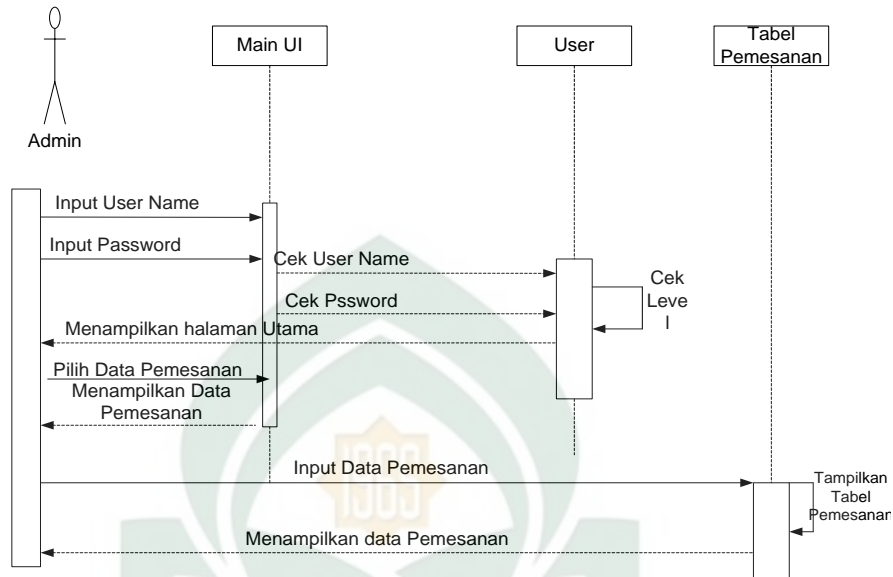 Main UI
User
Tabel
Pemesanan
Admin
Input User Name
Input Password
Cek User Name
Cek
Leve
l
Cek Pssword
Menampilkan halaman Utama
Pilih Data Pemesanan
Menampilkan Data
Pemesanan
1969
Input Data Pemesanan
Tampilkan
Tabel
Pemesanan
Menampilkan data Pemesanan